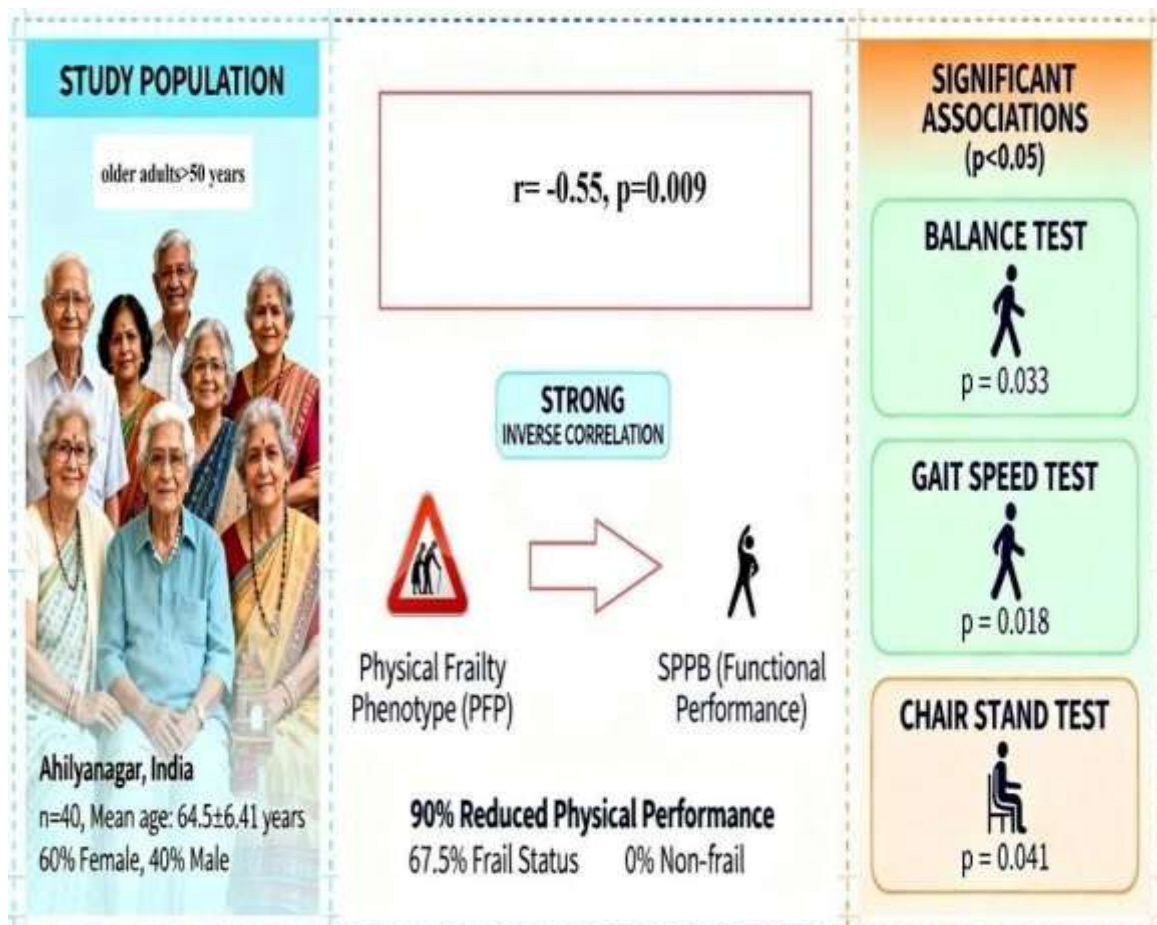 STUDY POPULATION
older adults>50 years
Ahilyanagar, India
n=40, Mean age: 64.5±6.41 years
60% Female, 40% Male
r= -0.55, p=0.009
STRONG
INVERSE CORRELATION
Physical Frailty
Phenotype (PFP)
SPPB (Functional
Performance)
90% Reduced Physical Performance
67.5% Frail Status 0% Non-frail
SIGNIFICANT
ASSOCIATIONS
(p<0.05)
BALANCE TEST
p = 0.033
GAIT SPEED TEST
p = 0.018
CHAIR STAND TEST
p = 0.041